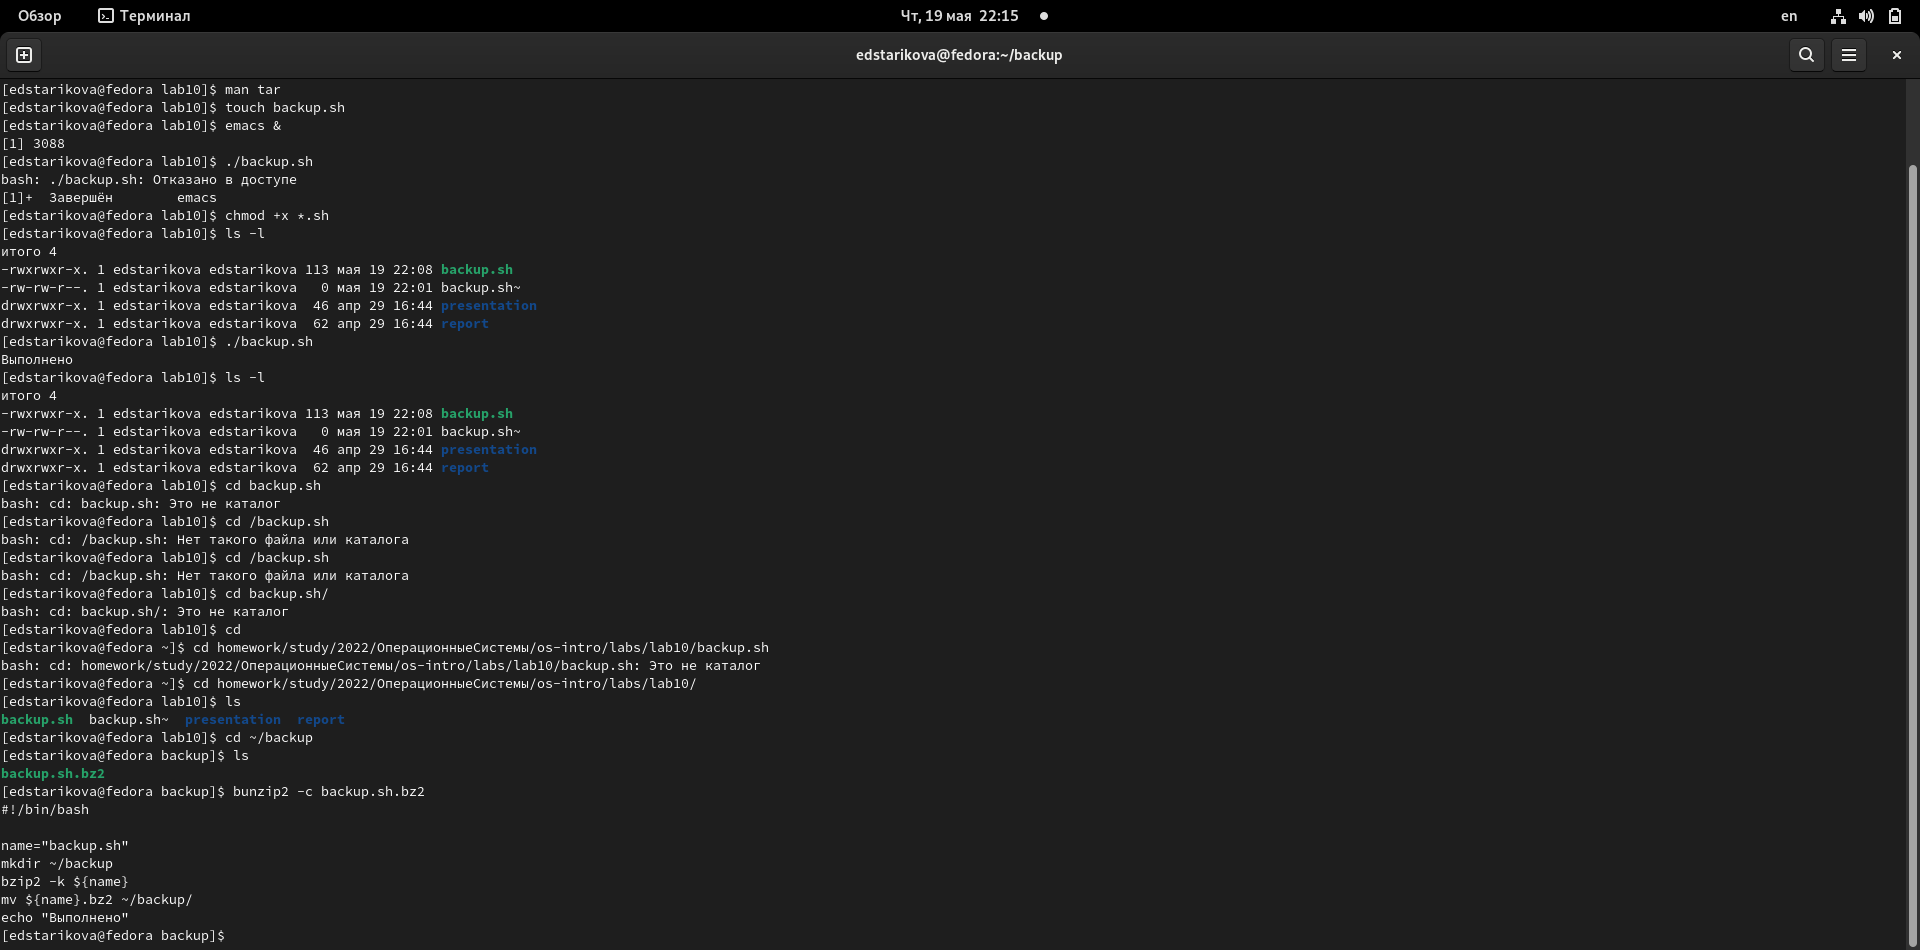 Обзор Терминал Чт, 19 мая 22:15 en
edstarikova@fedora:~/backup
[edstarikova@fedora lab10]$ man tar
[edstarikova@fedora lab10]$ touch backup.sh
[edstarikova@fedora lab10]$ emacs &
[1] 3088
[edstarikova@fedora lab10]$ ./backup.sh
bash: ./backup.sh: Отказано в доступе
[1]+  Завершён        emacs
[edstarikova@fedora lab10]$ chmod +x *.sh
[edstarikova@fedora lab10]$ ls -l
итого 4
-rwxrwxr-x. 1 edstarikova edstarikova 113 мая 19 22:08 backup.sh
-rw-rw-r--. 1 edstarikova edstarikova   0 мая 19 22:01 backup.sh~
drwxrwxr-x. 1 edstarikova edstarikova  46 апр 29 16:44 presentation
drwxrwxr-x. 1 edstarikova edstarikova  62 апр 29 16:44 report
[edstarikova@fedora lab10]$ ./backup.sh
Выполнено
[edstarikova@fedora lab10]$ ls -l
итого 4
-rwxrwxr-x. 1 edstarikova edstarikova 113 мая 19 22:08 backup.sh
-rw-rw-r--. 1 edstarikova edstarikova   0 мая 19 22:01 backup.sh~
drwxrwxr-x. 1 edstarikova edstarikova  46 апр 29 16:44 presentation
drwxrwxr-x. 1 edstarikova edstarikova  62 апр 29 16:44 report
[edstarikova@fedora lab10]$ cd backup.sh
bash: cd: backup.sh: Это не каталог
[edstarikova@fedora lab10]$ cd /backup.sh
bash: cd: /backup.sh: Нет такого файла или каталога
[edstarikova@fedora lab10]$ cd /backup.sh
bash: cd: /backup.sh: Нет такого файла или каталога
[edstarikova@fedora lab10]$ cd backup.sh/
bash: cd: backup.sh/: Это не каталог
[edstarikova@fedora lab10]$ cd
[edstarikova@fedora ~]$ cd homework/study/2022/ОперационныеСистемы/os-intro/labs/lab10/backup.sh
bash: cd: homework/study/2022/ОперационныеСистемы/os-intro/labs/lab10/backup.sh: Это не каталог
[edstarikova@fedora ~]$ cd homework/study/2022/ОперационныеСистемы/os-intro/labs/lab10/
[edstarikova@fedora lab10]$ ls
backup.sh  backup.sh~  presentation  report
[edstarikova@fedora lab10]$ cd ~/backup
[edstarikova@fedora backup]$ ls
backup.sh.bz2
[edstarikova@fedora backup]$ bunzip2 -c backup.sh.bz2
#!/bin/bash

name="backup.sh"
mkdir ~/backup
bzip2 -k ${name}
mv ${name}.bz2 ~/backup/
echo "Выполнено"
[edstarikova@fedora backup]$